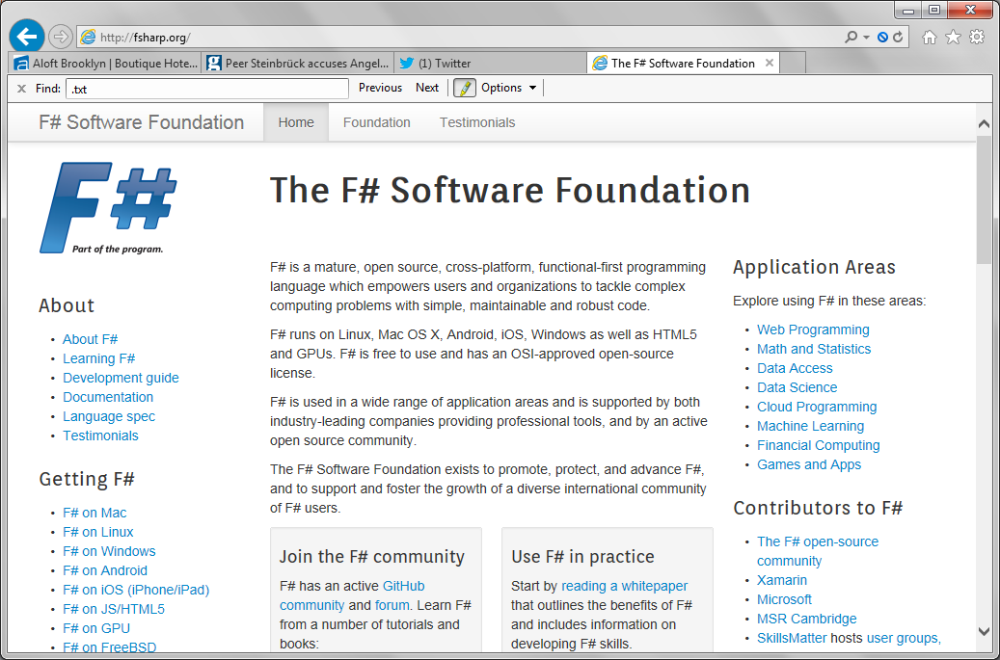 http://fsharp.org/
Aloft Brooklyn | Boutique Hote...
Peer Steinbrück accuses Angel...
(1) Twitter
The F# Software Foundation
Find: .txt Previous Next Options
F# Software Foundation Home Foundation Testimonials
F#
Part of the program.
About
About F#
Learning F#
Development guide
Documentation
Language spec
Testimonials
Getting F#
F# on Mac
F# on Linux
F# on Windows
F# on Android
F# on iOS (iPhone/iPad)
F# on JS/HTML5
F# on GPU
F# on FreeBSD
The F# Software Foundation
F# is a mature, open source, cross-platform, functional-first programming
language which empowers users and organizations to tackle complex
computing problems with simple, maintainable and robust code.
F# runs on Linux, Mac OS X, Android, iOS, Windows as well as HTML5
and GPUs. F# is free to use and has an OSI-approved open-source
license.
F# is used in a wide range of application areas and is supported by both
industry-leading companies providing professional tools, and by an active
open source community.
The F# Software Foundation exists to promote, protect, and advance F#,
and to support and foster the growth of a diverse international community
of F# users.
Join the F# community
F# has an active GitHub
community and forum. Learn F#
from a number of tutorials and
books:
Use F# in practice
Start by reading a whitepaper
that outlines the benefits of F#
and includes information on
developing F# skills.
Application Areas
Explore using F# in these areas:
Web Programming
Math and Statistics
Data Access
Data Science
Cloud Programming
Machine Learning
Financial Computing
Games and Apps
Contributors to F#
The F# open-source
community
Xamarin
Microsoft
MSR Cambridge
SkillsMatter hosts user groups,